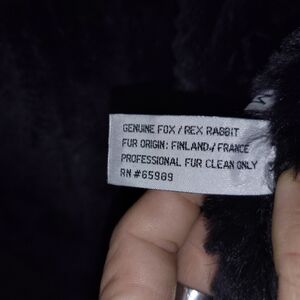 GENUINE FOX / REX RABBIT
FUR ORIGIN: FINLAND / FRANCE
PROFESSIONAL FUR CLEAN ONLY
RN #65989